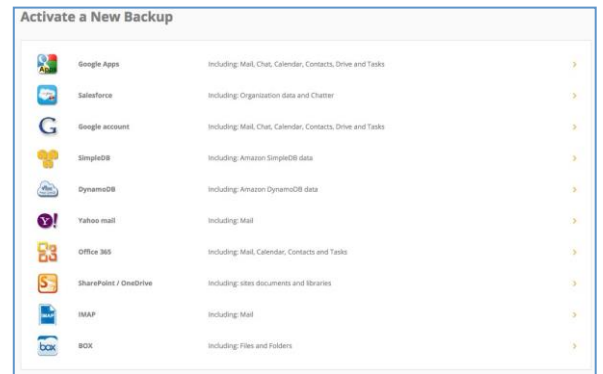 Activate a New Backup
Apps Google Apps Including: Mail, Chat, Calendar, Contacts, Drive and Tasks
Salesforce Including: Organization data and Chatter
G Google account Including: Mail, Chat, Calendar, Contacts, Drive and Tasks
SimpleDB Including: Amazon SimpleDB data
DynamoDB Including: Amazon DynamoDB data
Y! Yahoo mail Including: Mail
Office 365 Including: Mail, Calendar, Contacts and Tasks
S SharePoint / OneDrive Including: sites documents and libraries
IMAP IMAP Including: Mail
box BOX Including: Files and Folders